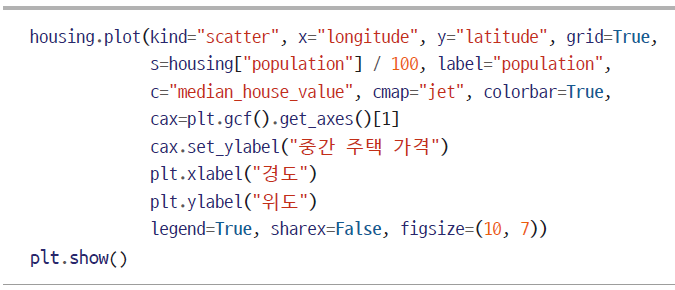 housing.plot(kind="scatter", x="longitude", y="latitude", grid=True,
s=housing["population"] / 100, label="population",
c="median_house_value", cmap="jet", colorbar=True,
cax=plt.gcf().get_axes()[1]
cax.set_ylabel("중간 주택 가격")
plt.xlabel("경도")
plt.ylabel("위도")
legend=True, sharex=False, figsize=(10, 7))
plt.show()